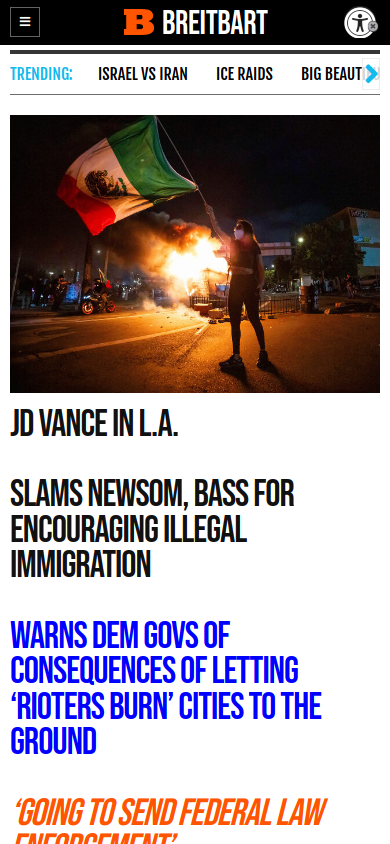 BREITBART
TRENDING:
ISRAEL VS IRAN
ICE RAIDS
BIG BEAUT
JD VANCE IN L.A.
SLAMS NEWSOM, BASS FOR
ENCOURAGING ILLEGAL
IMMIGRATION
WARNS DEM GOVS OF
CONSEQUENCES OF LETTING
‘RIOTERS BURN’ CITIES TO THE
GROUND
‘GOING TO SEND FEDERAL LAW
ENFORCEMENT’